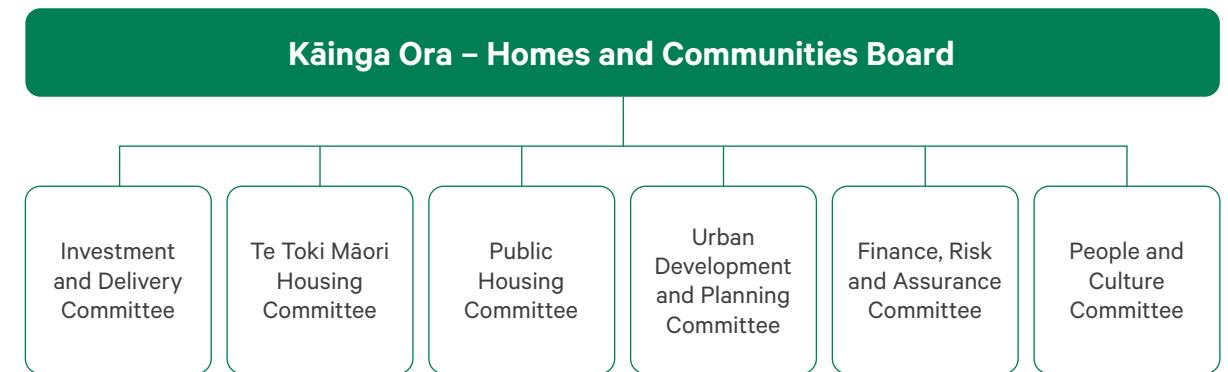 Kāinga Ora – Homes and Communities Board
Investment
and Delivery
Committee
Te Toki Māori
Housing
Committee
Public
Housing
Committee
Urban
Development
and Planning
Committee
Finance, Risk
and Assurance
Committee
People and
Culture
Committee